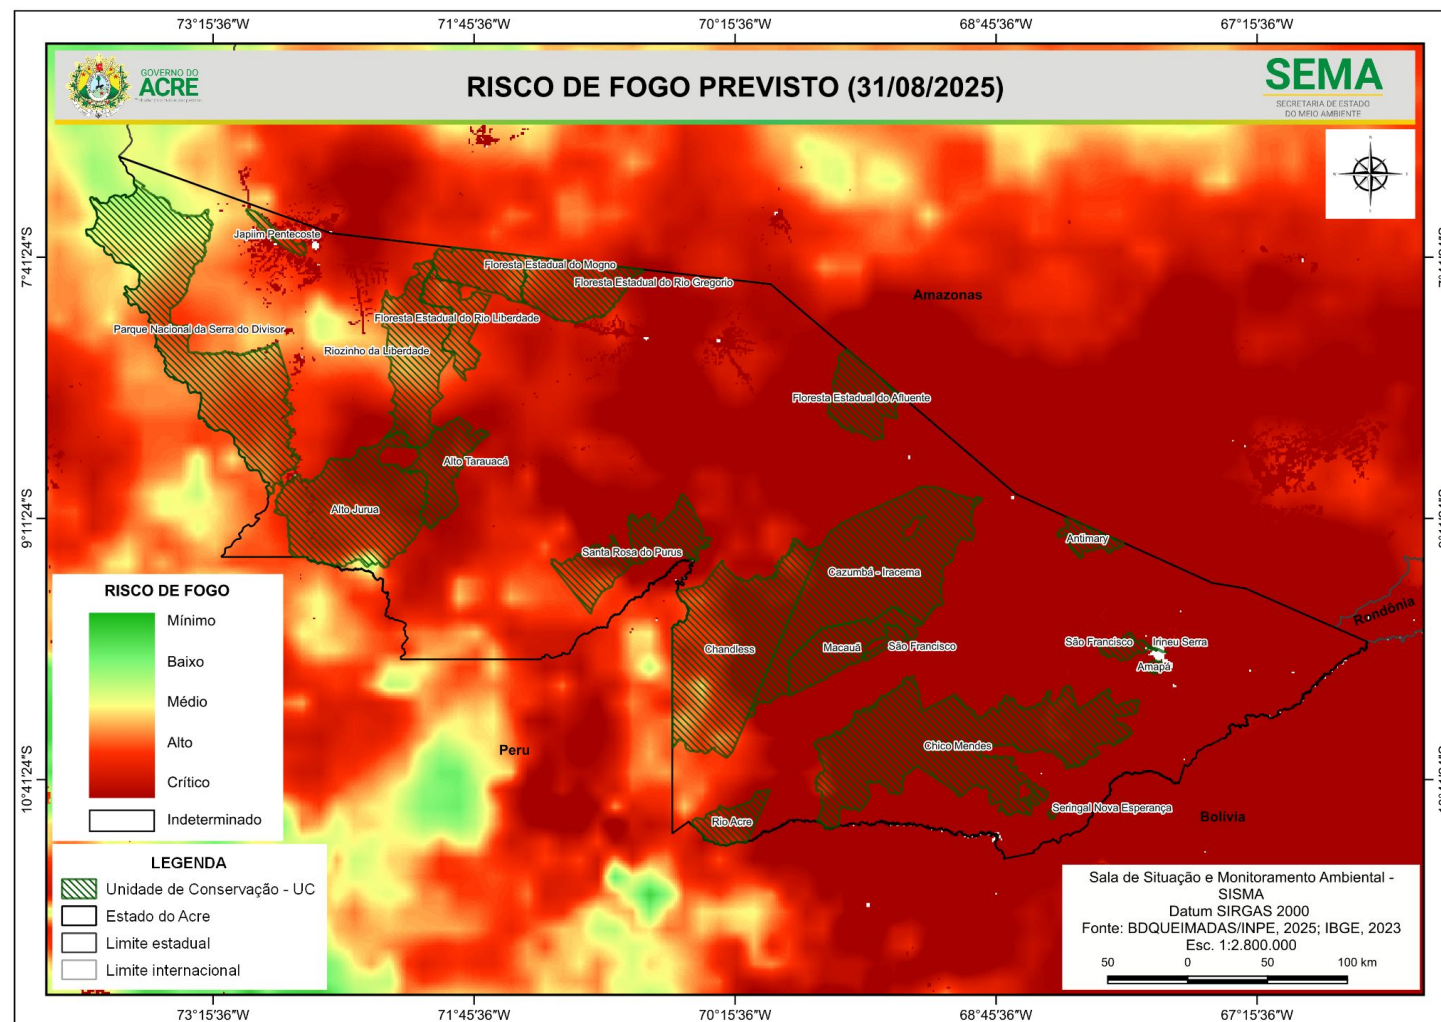 73°15'36"W
71°45'36"W
70°15'36"W
68°45'36"W
67°15'36"W
GOVERNO DO
ACRE
RISCO DE FOGO PREVISTO (31/08/2025)
SEMA
SECRETARIA DE ESTADO
DO MEIO AMBIENTE
7°41'24"S
Japiim Pentecoste
Floresta Estadual do Mogno
Floresta Estadual do Rio Gregorio
Amazonas
Parque Nacional da Serra do Divisor
Floresta Estadual do Rio Liberdade
Riozinho da Liberdade
Floresta Estadual do Afluente
Alto Tarauacá
Alto Jurua
9°11'24"S
Antimary
Santa Rosa do Purus
Cazumbá - Iracema
Rondônia
Chandless
Macauã
São Francisco
São Francisco
Irineu Serra
Amapá
Peru
Chico Mendes
10°41'24"S
Seringal Nova Esperança
Rio Acre
Bolívia
RISCO DE FOGO
Mínimo
Baixo
Médio
Alto
Crítico
Indeterminado
LEGENDA
Unidade de Conservação - UC
Estado do Acre
Limite estadual
Limite internacional
Sala de Situação e Monitoramento Ambiental -
SISMA
Datum SIRGAS 2000
Fonte: BDQUEIMADAS/INPE, 2025; IBGE, 2023
Esc. 1:2.800.000
50 0 50 100 km
73°15'36"W
71°45'36"W
70°15'36"W
68°45'36"W
67°15'36"W